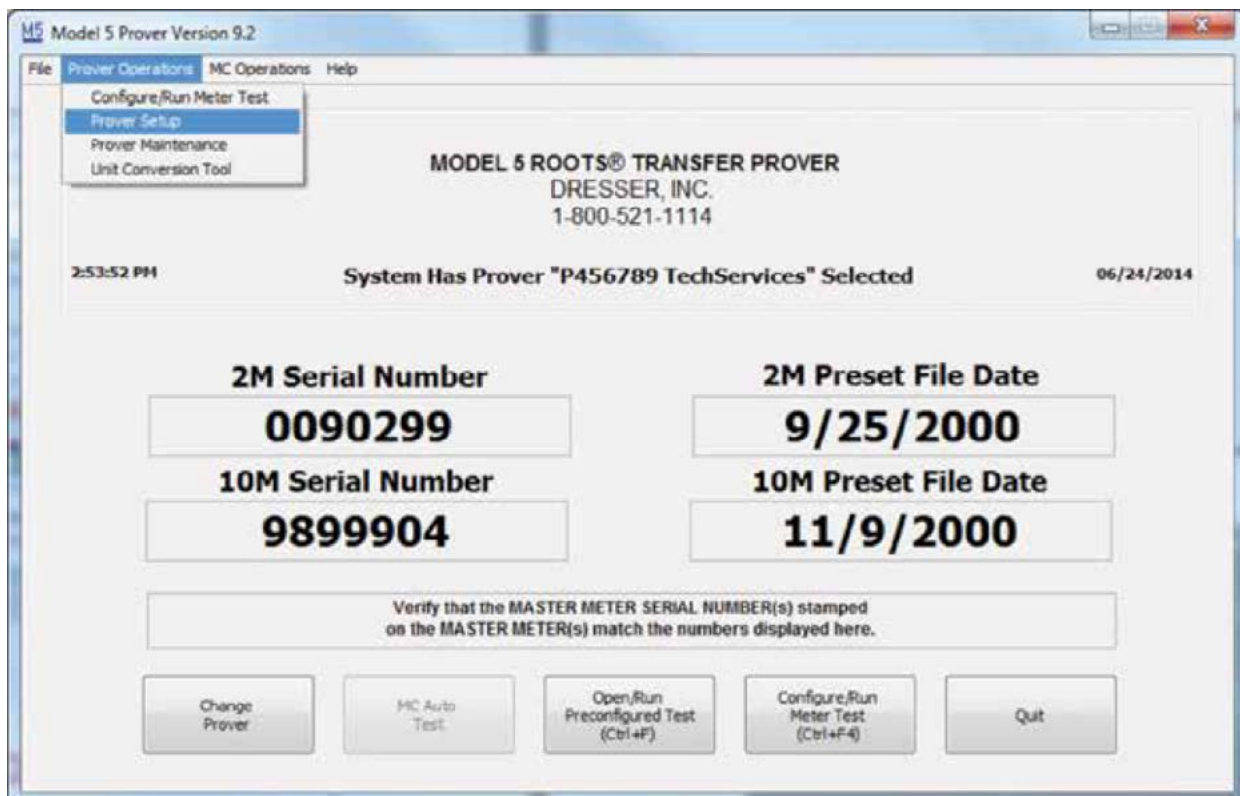 M5 Model 5 Prover Version 9.2
File Prover Operations MC Operations Help
Configure/Run Meter Test
Prover Setup
Prover Maintenance
Unit Conversion Tool
MODEL 5 ROOTS® TRANSFER PROVER
DRESSER, INC.
1-800-521-1114
2:53:52 PM System Has Prover "P456789 TechServices" Selected 06/24/2014
2M Serial Number 2M Preset File Date
0090299 9/25/2000
10M Serial Number 10M Preset File Date
9899904 11/9/2000
Verify that the MASTER METER SERIAL NUMBER(s) stamped
on the MASTER METER(s) match the numbers displayed here.
Change
Prover
MC Auto
Test
Open/Run
Preconfigured Test
(Ctrl+F)
Configure/Run
Meter Test
(Ctrl+F4)
Quit